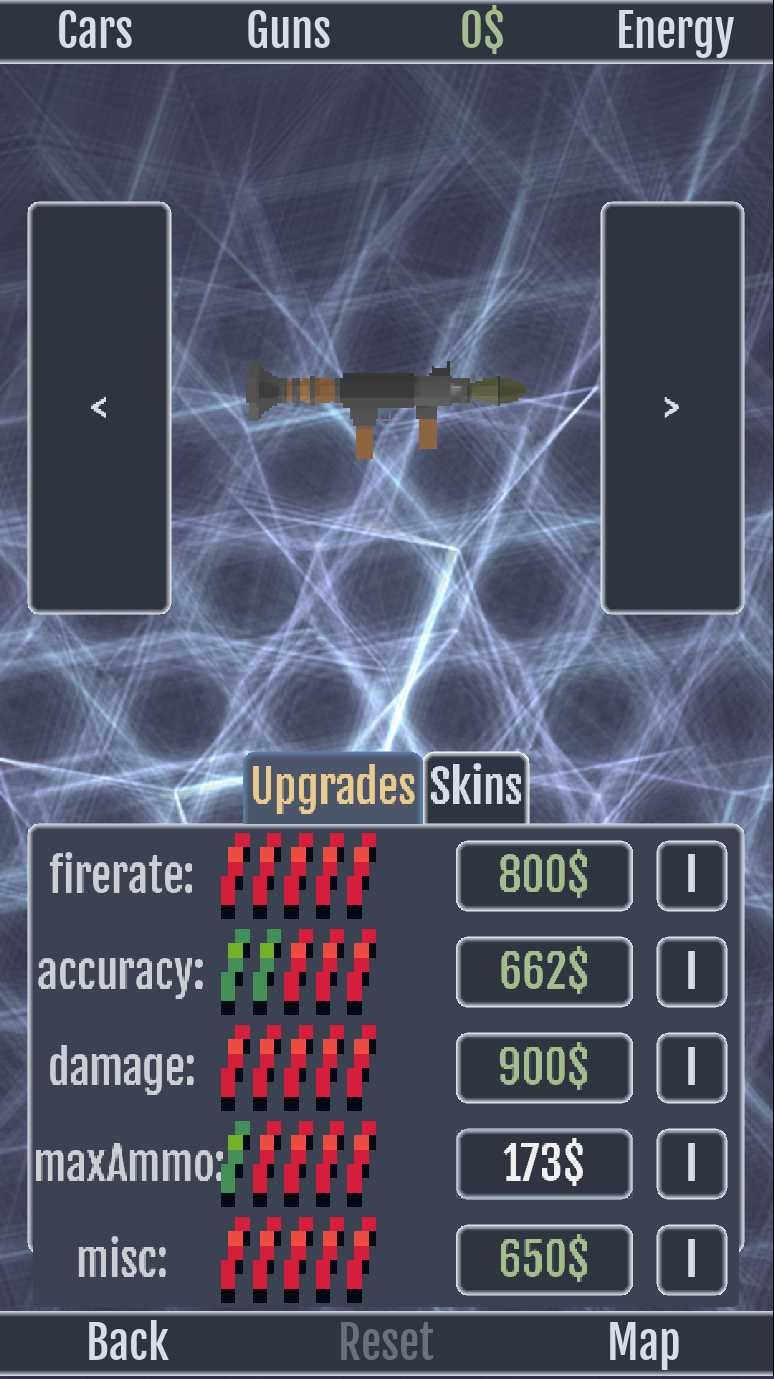 Cars Guns 0$ Energy
< >
Upgrades Skins
firerate: 800$ I
accuracy: 662$ I
damage: 900$ I
maxAmmo: 173$ I
misc: 650$ I
Back Reset Map